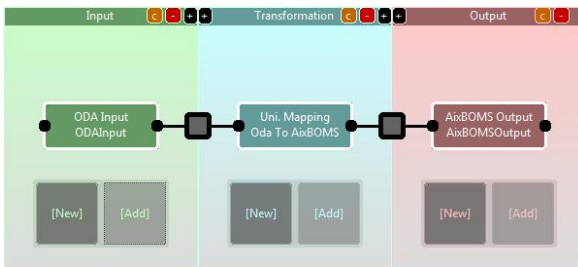 Input c - + + Transformation c - + + Output c -
ODA Input
ODAInput
Uni. Mapping
Oda To AixBOMS
AixBOMS Output
AixBOMSOutput
[New] [Add] [New] [Add] [New] [Add]